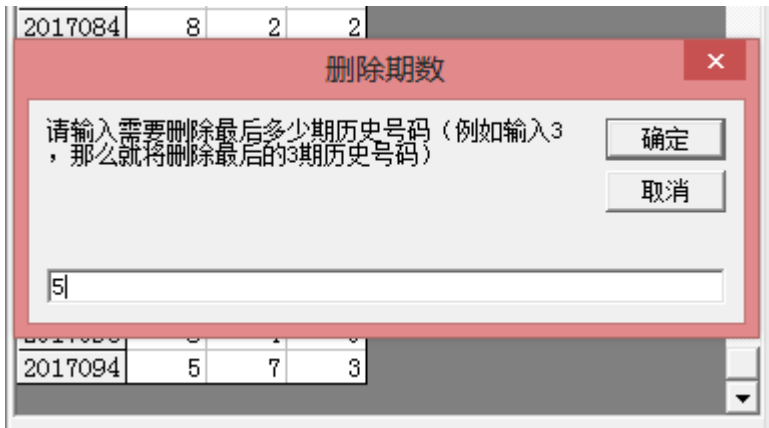 2017084 8 2 2
删除期数
请输入需要删除最后多少期历史号码（例如输入3
，那么就将删除最后的3期历史号码）
确定
取消
5
2017094 5 7 3